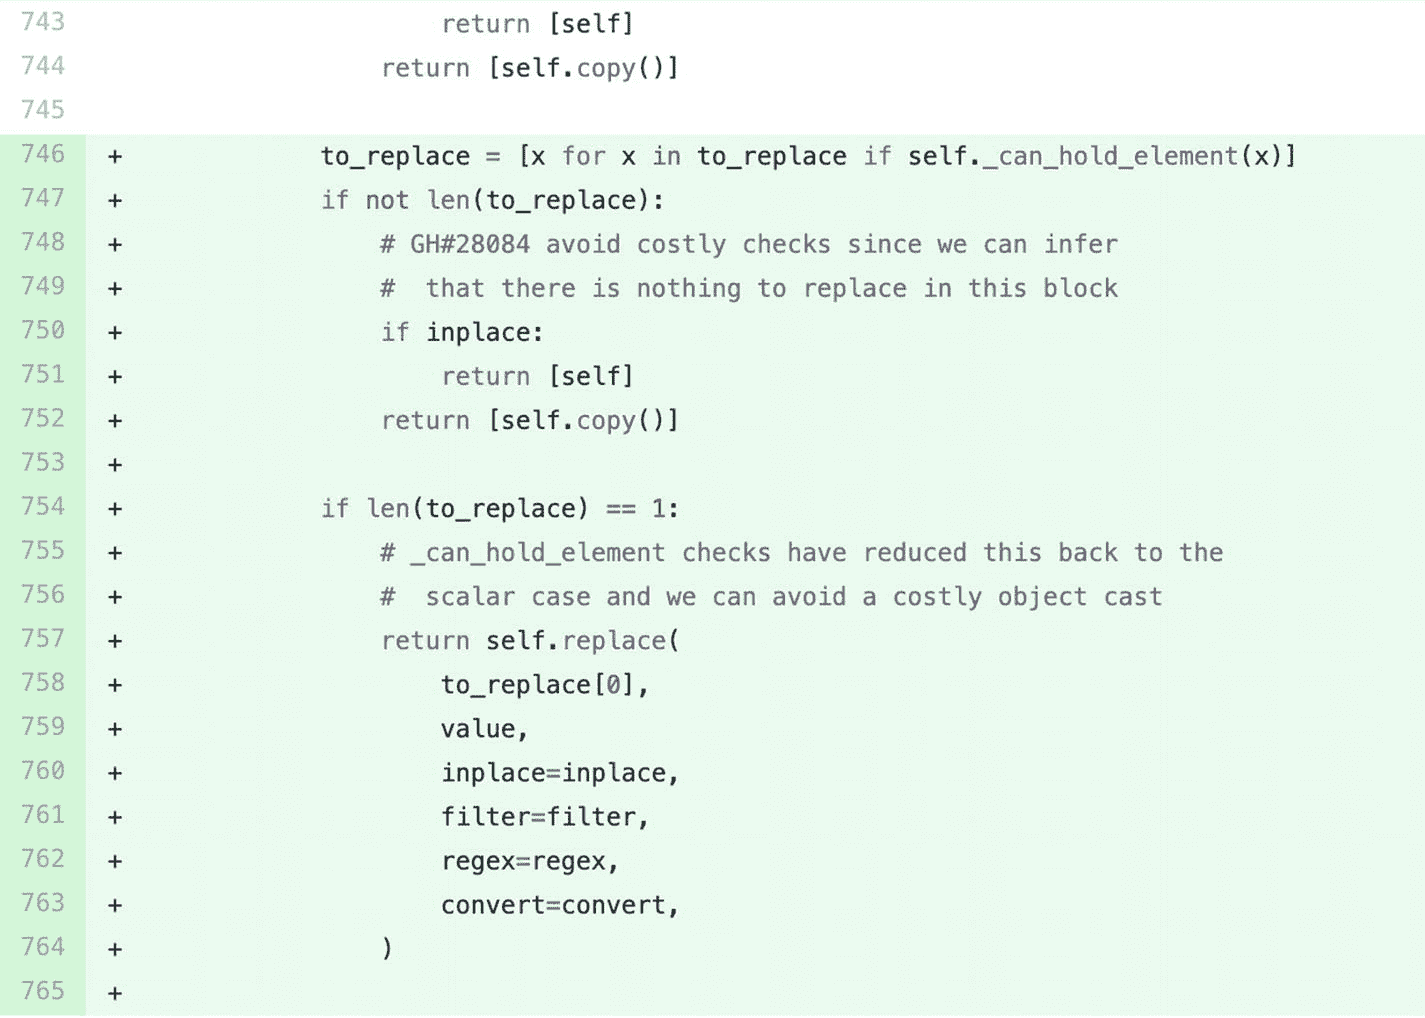 743 return [self]
744 return [self.copy()]
745
746 + to_replace = [x for x in to_replace if self._can_hold_element(x)]
747 + if not len(to_replace):
748 + # GH#28084 avoid costly checks since we can infer
749 + #  that there is nothing to replace in this block
750 + if inplace:
751 + return [self]
752 + return [self.copy()]
753 +
754 + if len(to_replace) == 1:
755 + # _can_hold_element checks have reduced this back to the
756 + #  scalar case and we can avoid a costly object cast
757 + return self.replace(
758 + to_replace[0],
759 + value,
760 + inplace=inplace,
761 + filter=filter,
762 + regex=regex,
763 + convert=convert,
764 + )
765 +